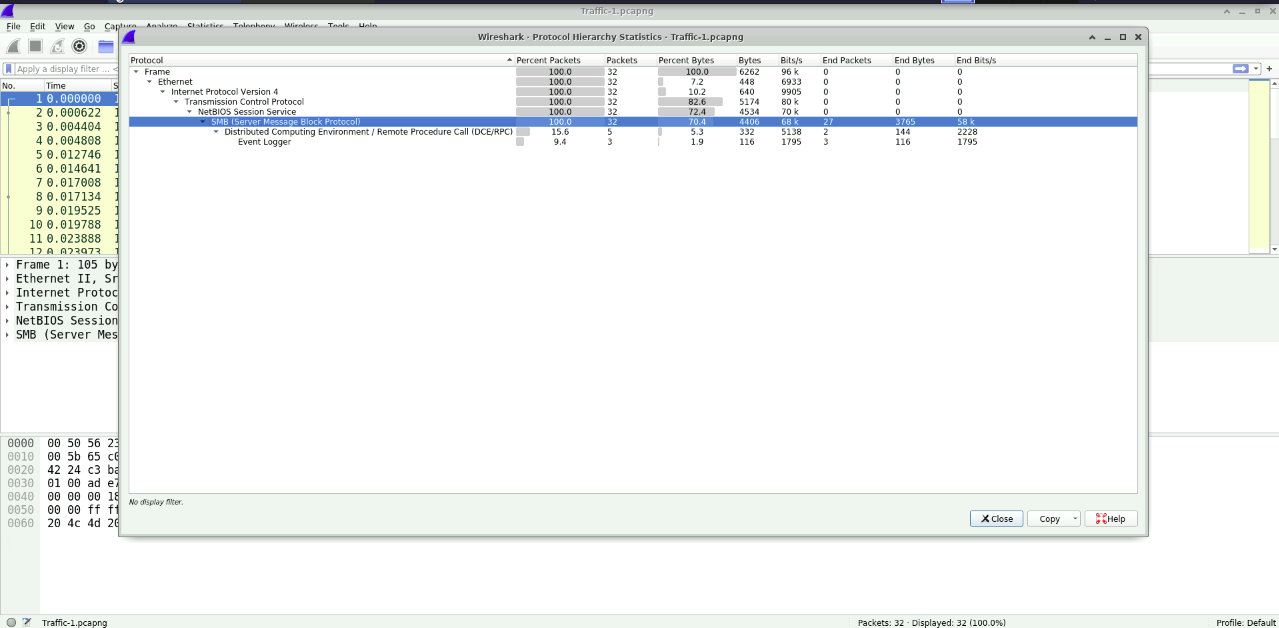 Traffic-1.pcapng
File Edit View Go Capture Analyze Statistics Telephony Wireless Tools Help
Wireshark · Protocol Hierarchy Statistics · Traffic-1.pcapng
Apply a display filter ... <
No. Time S
1 0.000000 1
2 0.000622 1
3 0.004404 1
4 0.004808 1
5 0.012746 1
6 0.014641 1
7 0.017008 1
8 0.017134 1
9 0.019525 1
10 0.019788 1
11 0.023888 1
12 0.023973 1
Protocol Percent Packets Packets Percent Bytes Bytes Bits/s End Packets End Bytes End Bits/s
Frame 100.0 32 100.0 6262 96 k 0 0 0
Ethernet 100.0 32 7.2 448 6933 0 0 0
Internet Protocol Version 4 100.0 32 10.2 640 9905 0 0 0
Transmission Control Protocol 100.0 32 82.6 5174 80 k 0 0 0
NetBIOS Session Service 100.0 32 72.4 4534 70 k 0 0 0
SMB (Server Message Block Protocol) 100.0 32 70.4 4406 68 k 27 3765 58 k
Distributed Computing Environment / Remote Procedure Call (DCE/RPC) 15.6 5 5.3 332 5138 2 144 2228
Event Logger 9.4 3 1.9 116 1795 3 116 1795
Frame 1: 105 by
Ethernet II, Sr
Internet Protoc
Transmission Co
NetBIOS Session
SMB (Server Mes
0000 00 50 56 23
0010 00 5b 65 c0
0020 42 24 c3 ba
0030 01 00 ad e7
0040 00 00 00 18
0050 00 00 ff ff
0060 20 4c 4d 20
No display filter.
Close Copy Help
Traffic-1.pcapng
Packets: 32 · Displayed: 32 (100.0%)
Profile: Default